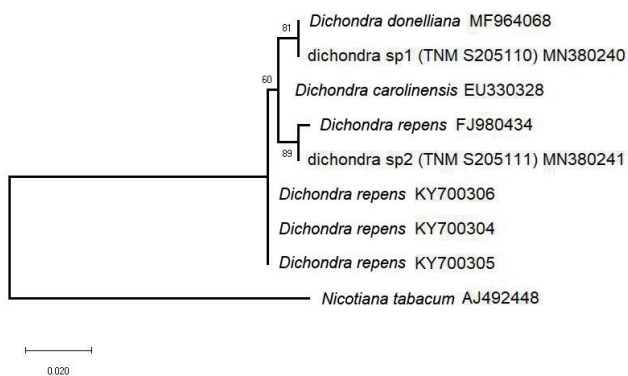 81
Dichondra donelliana MF964068
dichondra sp1 (TNM S205110) MN380240
60
Dichondra carolinensis EU330328
Dichondra repens FJ980434
89
dichondra sp2 (TNM S205111) MN380241
Dichondra repens KY700306
Dichondra repens KY700304
Dichondra repens KY700305
Nicotiana tabacum AJ492448
0.020